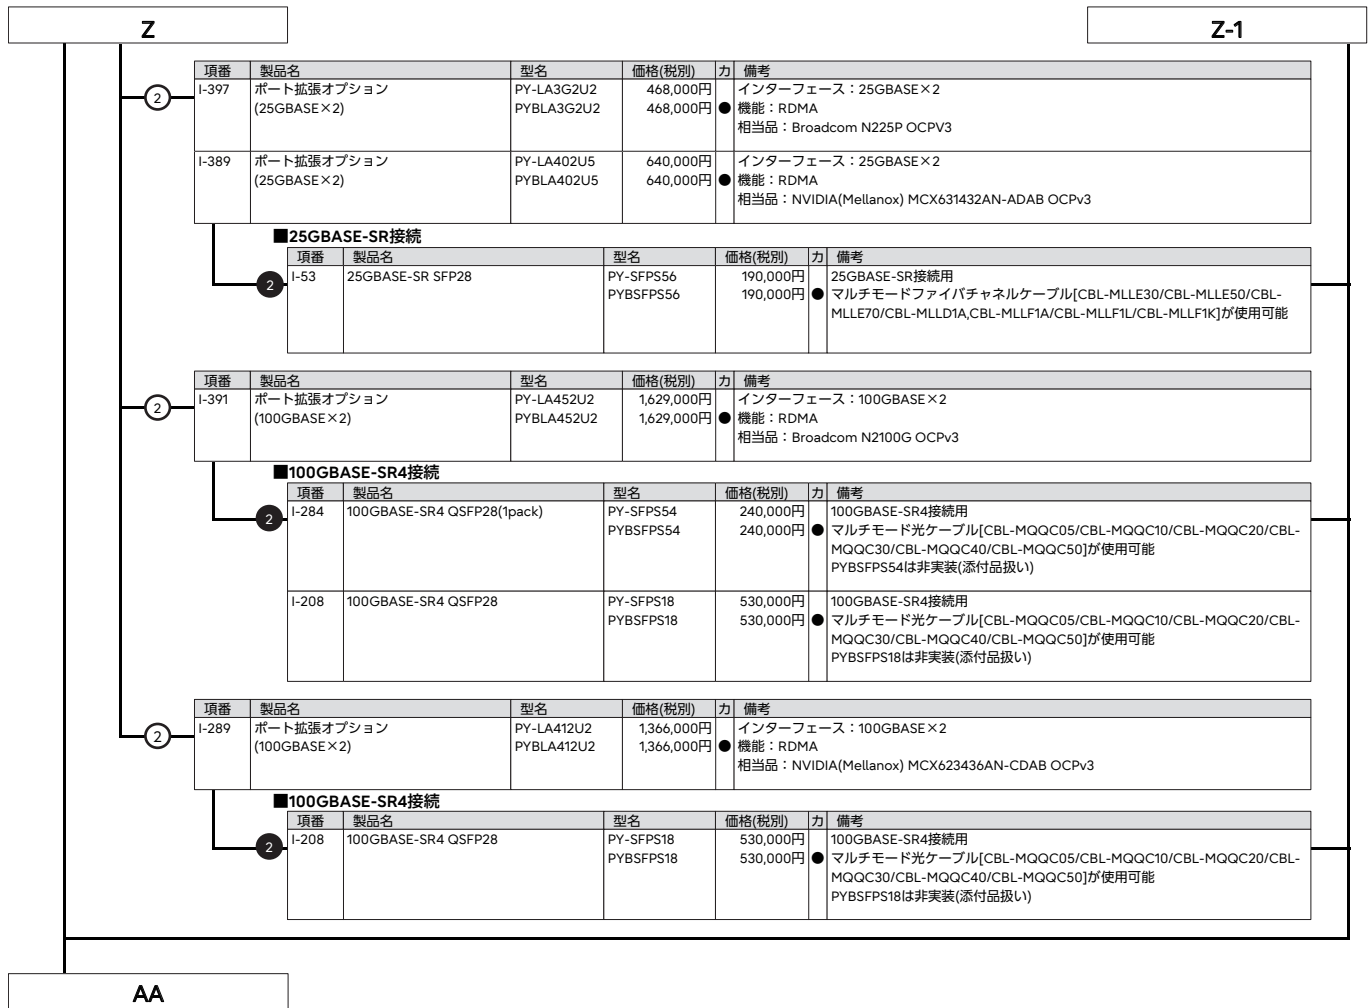 Z
Z-1
項番 製品名 型名 価格(税別) カ 備考
② I-397 ポート拡張オプション PY-LA3G2U2 468,000円 インターフェース：25GBASE×2
(25GBASE×2) PYBLA3G2U2 468,000円 ● 機能：RDMA
相当品：Broadcom N225P OCPV3
I-389 ポート拡張オプション PY-LA402U5 640,000円 インターフェース：25GBASE×2
(25GBASE×2) PYBLA402U5 640,000円 ● 機能：RDMA
相当品：NVIDIA(Mellanox) MCX631432AN-ADAB OCPv3
■25GBASE-SR接続
項番 製品名 型名 価格(税別) カ 備考
2 I-53 25GBASE-SR SFP28 PY-SFPS56 190,000円 25GBASE-SR接続用
PYBSFPS56 190,000円 ● マルチモードファイバチャネルケーブル[CBL-MLLE30/CBL-MLLE50/CBL-
MLLE70/CBL-MLLD1A,CBL-MLLF1A/CBL-MLLF1L/CBL-MLLF1K]が使用可能
項番 製品名 型名 価格(税別) カ 備考
② I-391 ポート拡張オプション PY-LA452U2 1,629,000円 インターフェース：100GBASE×2
(100GBASE×2) PYBLA452U2 1,629,000円 ● 機能：RDMA
相当品：Broadcom N2100G OCPv3
■100GBASE-SR4接続
項番 製品名 型名 価格(税別) カ 備考
2 I-284 100GBASE-SR4 QSFP28(1pack) PY-SFPS54 240,000円 100GBASE-SR4接続用
PYBSFPS54 240,000円 ● マルチモード光ケーブル[CBL-MQQC05/CBL-MQQC10/CBL-MQQC20/CBL-
MQQC30/CBL-MQQC40/CBL-MQQC50]が使用可能
PYBSFPS54は非実装(添付品扱い)
I-208 100GBASE-SR4 QSFP28 PY-SFPS18 530,000円 100GBASE-SR4接続用
PYBSFPS18 530,000円 ● マルチモード光ケーブル[CBL-MQQC05/CBL-MQQC10/CBL-MQQC20/CBL-
MQQC30/CBL-MQQC40/CBL-MQQC50]が使用可能
PYBSFPS18は非実装(添付品扱い)
項番 製品名 型名 価格(税別) カ 備考
② I-289 ポート拡張オプション PY-LA412U2 1,366,000円 インターフェース：100GBASE×2
(100GBASE×2) PYBLA412U2 1,366,000円 ● 機能：RDMA
相当品：NVIDIA(Mellanox) MCX623436AN-CDAB OCPv3
■100GBASE-SR4接続
項番 製品名 型名 価格(税別) カ 備考
2 I-208 100GBASE-SR4 QSFP28 PY-SFPS18 530,000円 100GBASE-SR4接続用
PYBSFPS18 530,000円 ● マルチモード光ケーブル[CBL-MQQC05/CBL-MQQC10/CBL-MQQC20/CBL-
MQQC30/CBL-MQQC40/CBL-MQQC50]が使用可能
PYBSFPS18は非実装(添付品扱い)
AA